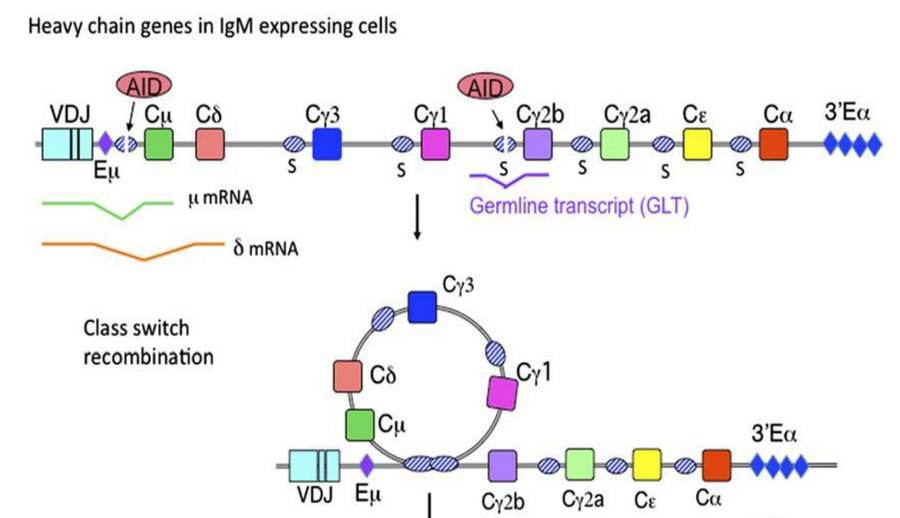 Heavy chain genes in IgM expressing cells
AID AID
VDJ Cμ Cδ Cγ3 Cγ1 Cγ2b Cγ2a Cε Cα 3'Eα
Eμ S S S S S S
μ mRNA
Germline transcript (GLT)
δ mRNA
Cγ3
Class switch
recombination
Cδ Cγ1
Cμ
3'Eα
VDJ Eμ Cγ2b Cγ2a Cε Cα